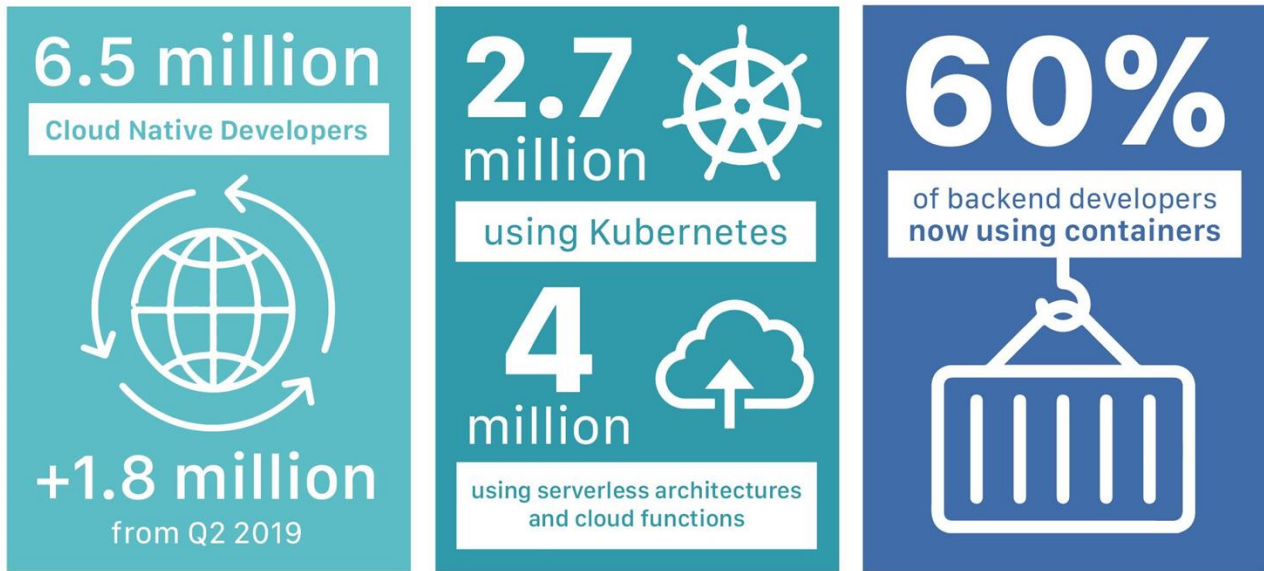 6.5 million
Cloud Native Developers
+1.8 million
from Q2 2019
2.7
million
using Kubernetes
4
million
using serverless architectures
and cloud functions
60%
of backend developers
now using containers